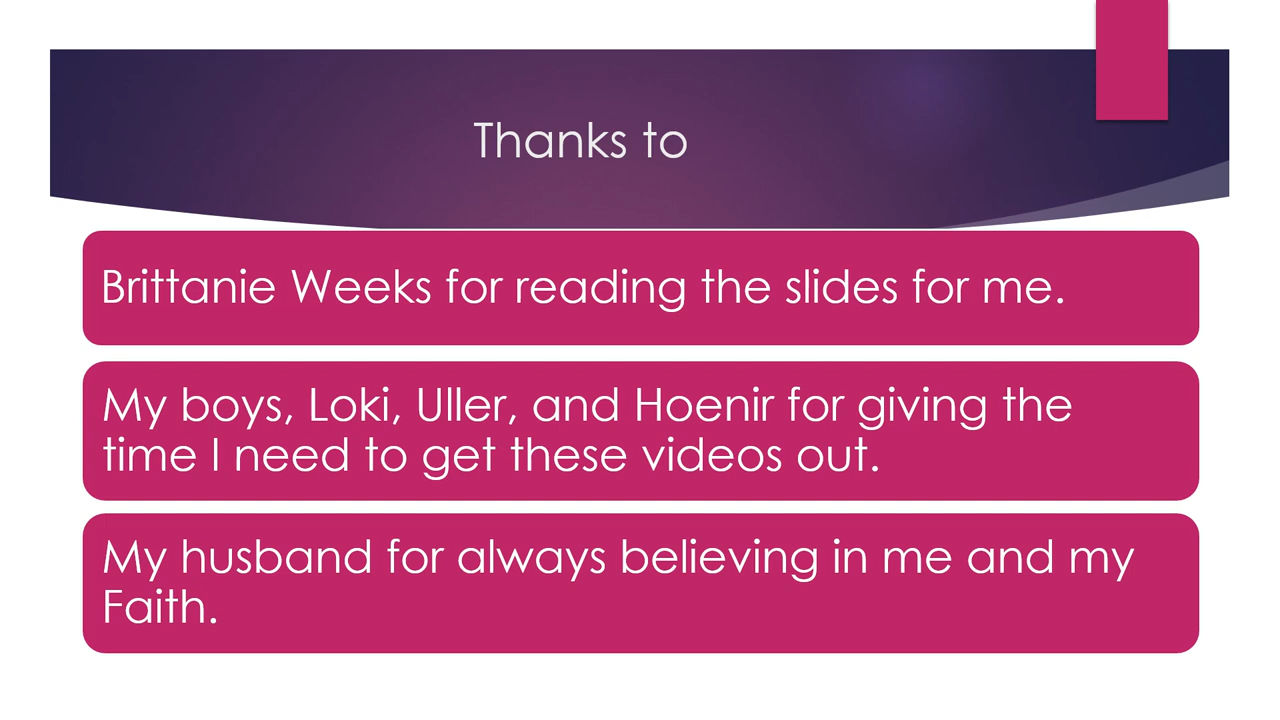 Thanks to
Brittanie Weeks for reading the slides for me.
My boys, Loki, Uller, and Hoenir for giving the
time I need to get these videos out.
My husband for always believing in me and my
Faith.